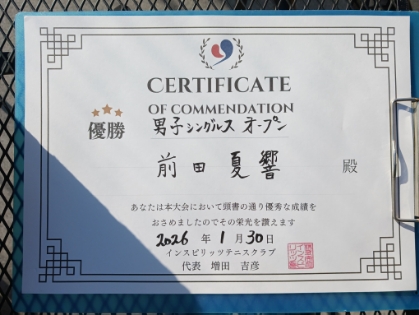 CERTIFICATE
OF COMMENDATION
優勝 男子シングルス オープン
前田夏響 殿
あなたは本大会において頭書の通り優秀な成績を
おさめましたのでその栄光を讃えます
2026 年 1 月 30 日
インスピリッツテニスクラブ
代表 増田 吉彦